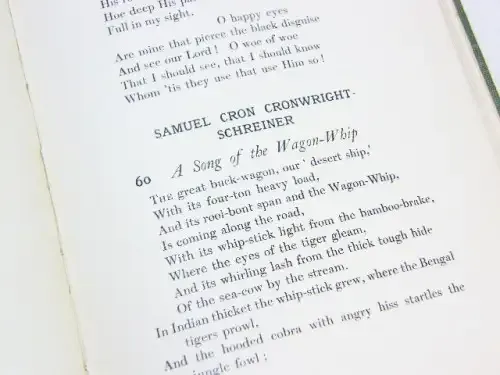 Hoe deep His
Full in my sight. O happy eyes
Are mine that pierce the black disguise
And see our Lord! O woe of woe
That I should see, that I should know
Whom 'tis they use that use Him so!
SAMUEL CRON CRONWRIGHT-
SCHREINER
60 A Song of the Wagon-Whip
THE great buck-wagon, our 'desert ship,'
With its four-ton heavy load,
And its rooi-bont span and the Wagon-Whip,
Is coming along the road,
With its whip-stick light from the bamboo-brake,
Where the eyes of the tiger gleam,
And its whirling lash from the thick tough hide
Of the sea-cow by the stream.
In Indian thicket the whip-stick grew, where the Bengal
tigers prowl,
And the hooded cobra with angry hiss startles the
jungle fowl;